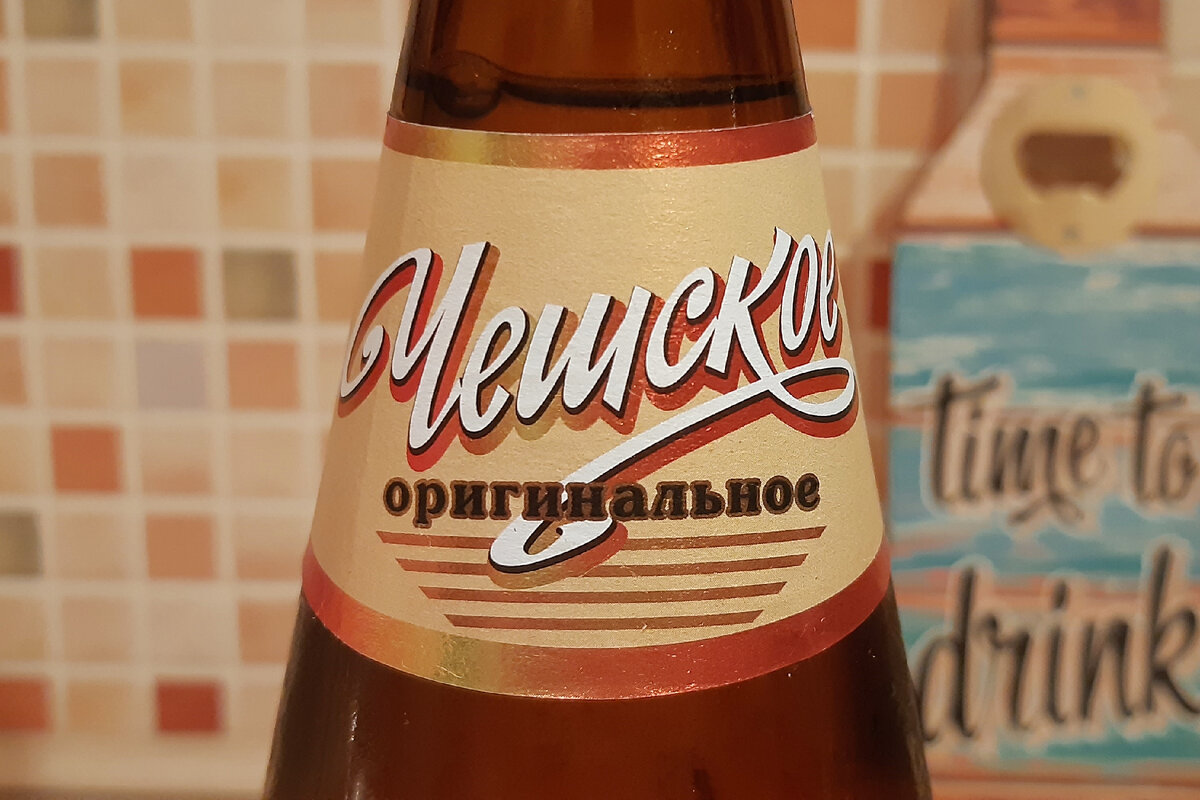 Чешское
оригинальное
time to
drink